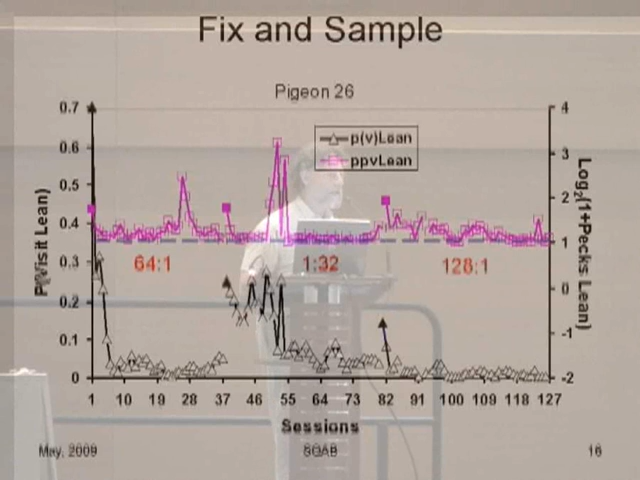 Fix and Sample
Pigeon 26
p(v)Lean
ppvLean
P(Visit Lean)
0.7
0.6
0.5
0.4
0.3
0.2
0.1
0
Log2(1+Pecks Lean)
4
3
2
1
0
-1
-2
64:1
1:32
128:1
1 10 19 28 37 46 55 64 73 82 91 100 109 118 127
Sessions
May, 2009
SQAB
16